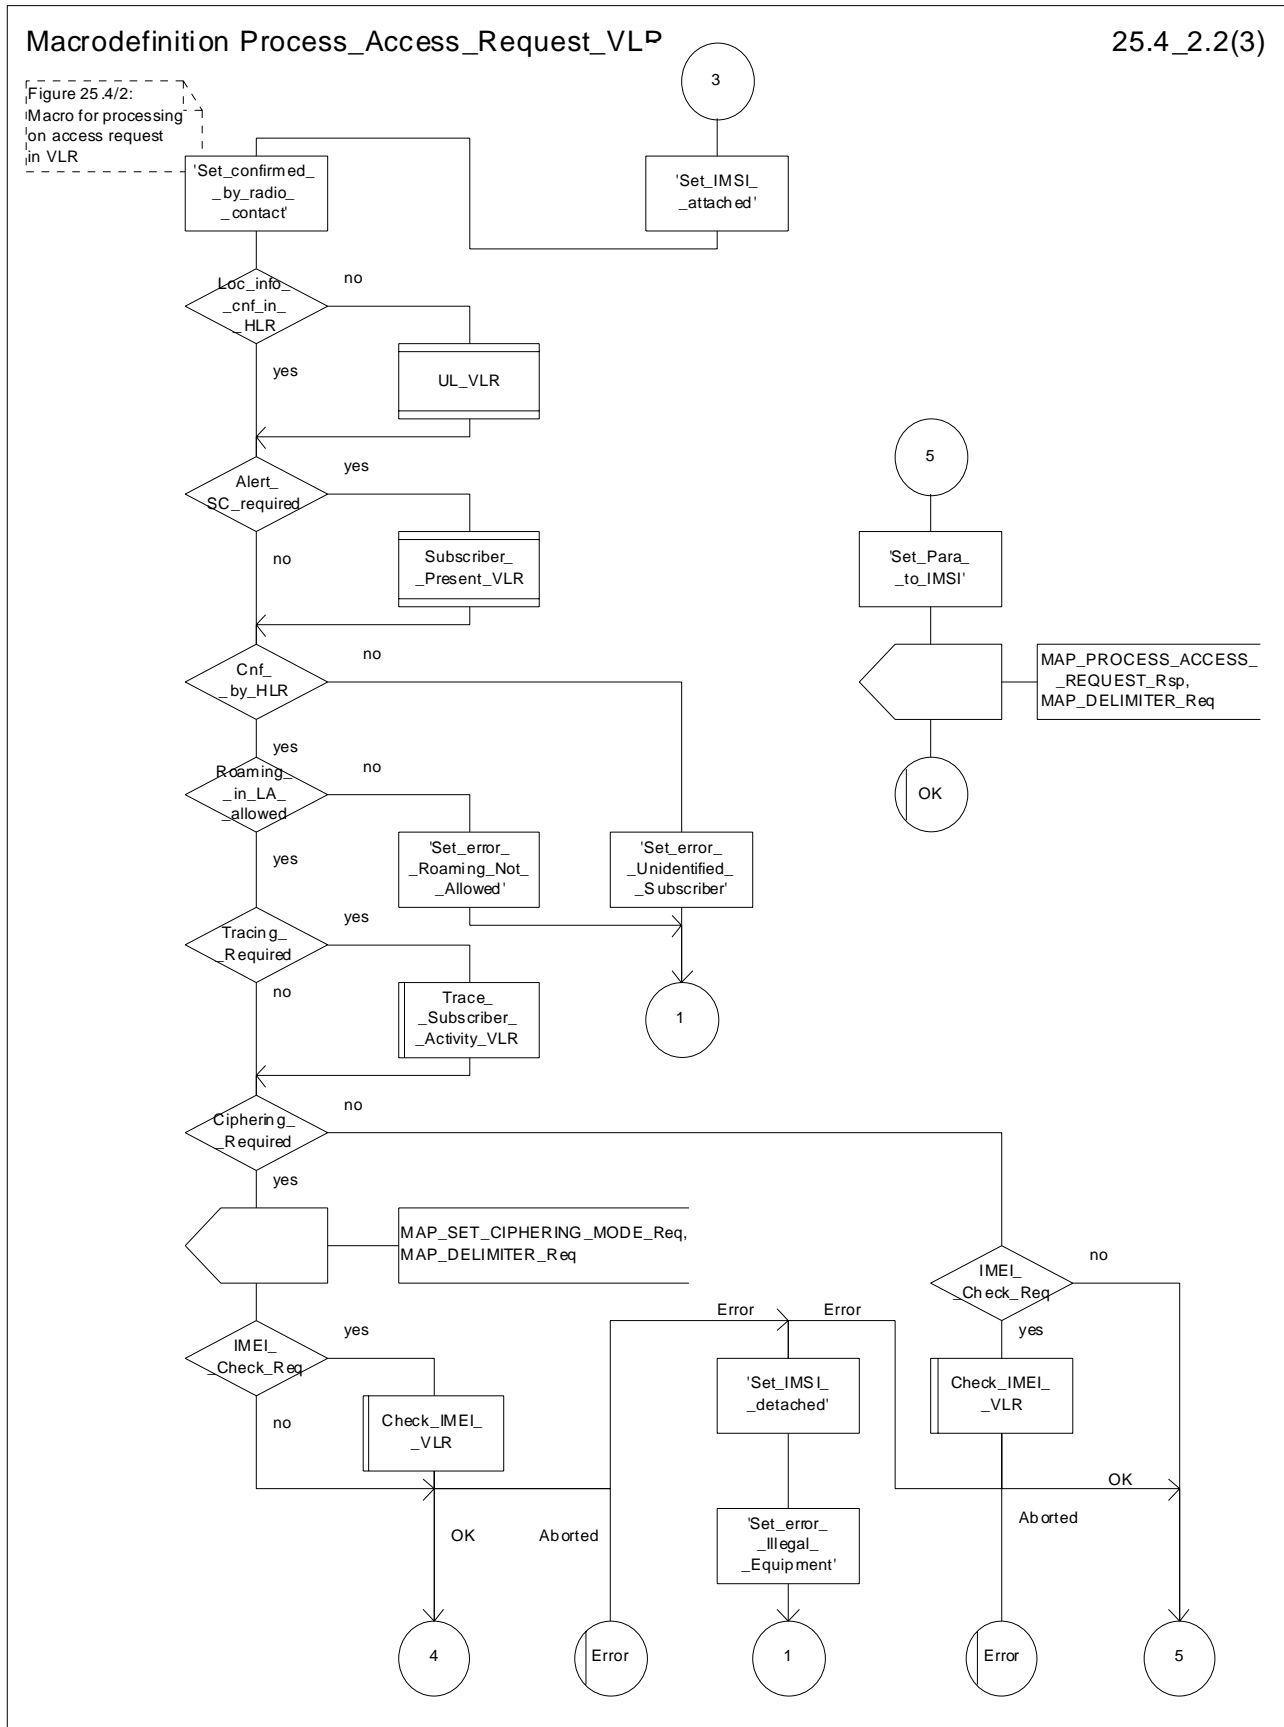 Macrodefinition Process_Access_Request_VLR
25.4_2.2(3)
Figure 25.4/2:
Macro for processing
on access request
in VLR
3
'Set_confirmed_
_by_radio_
_contact'
'Set_IMSI_
_attached'
Loc_info_
_cnf_in_
_HLR
no
yes
UL_VLR
Alert_
SC_required
yes
no
Subscriber_
_Present_VLR
5
'Set_Para_
_to_IMSI'
Cnf_
_by_HLR
no
yes
MAP_PROCESS_ACCESS_
_REQUEST_Rsp,
MAP_DELIMITER_Req
OK
Roaming_
_in_LA_
_allowed
no
yes
'Set_error_
_Roaming_Not_
_Allowed'
'Set_error_
_Unidentified_
_Subscriber'
Tracing_
_Required
yes
no
Trace_
_Subscriber_
_Activity_VLR
1
Ciphering_
_Required
no
yes
MAP_SET_CIPHERING_MODE_Req,
MAP_DELIMITER_Req
IMEI_
_Check_Req
no
yes
Error
Error
IMEI_
_Check_Req
yes
no
Check_IMEI_
_VLR
'Set_IMSI_
_detached'
Check_IMEI_
_VLR
OK
OK
Aborted
'Set_error_
_Illegal_
_Equipment'
Aborted
4
Error
1
Error
5